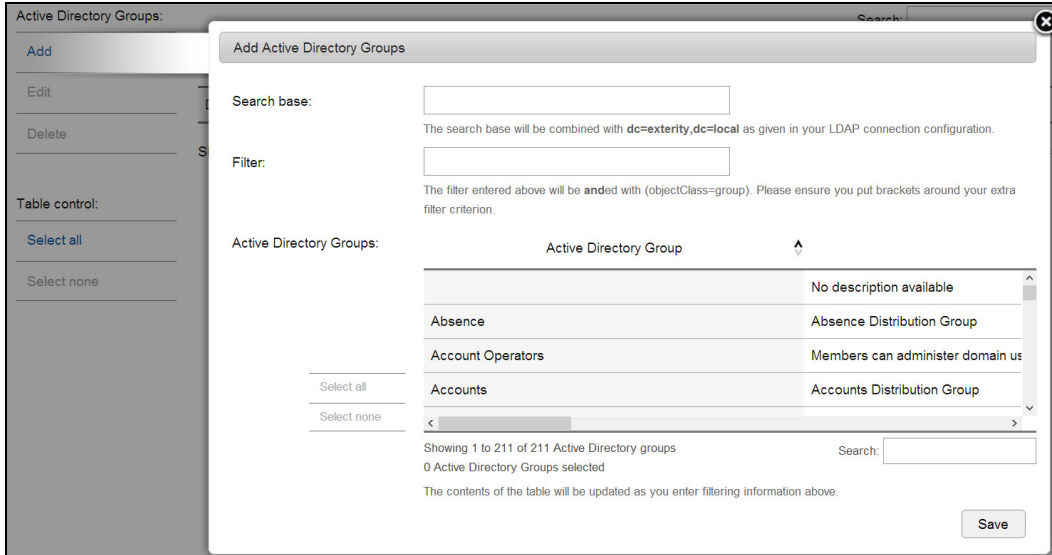 Active Directory Groups:
Search:
Add
Edit
Delete
Table control:
Select all
Select none
Add Active Directory Groups
Search base:
The search base will be combined with dc=exterity,dc=local as given in your LDAP connection configuration.
Filter:
The filter entered above will be anded with (objectClass=group). Please ensure you put brackets around your extra
filter criterion.
Active Directory Groups:
Active Directory Group
No description available
Absence Absence Distribution Group
Account Operators Members can administer domain us
Accounts Accounts Distribution Group
Select all
Select none
Showing 1 to 211 of 211 Active Directory groups
Search:
0 Active Directory Groups selected
The contents of the table will be updated as you enter filtering information above.
Save